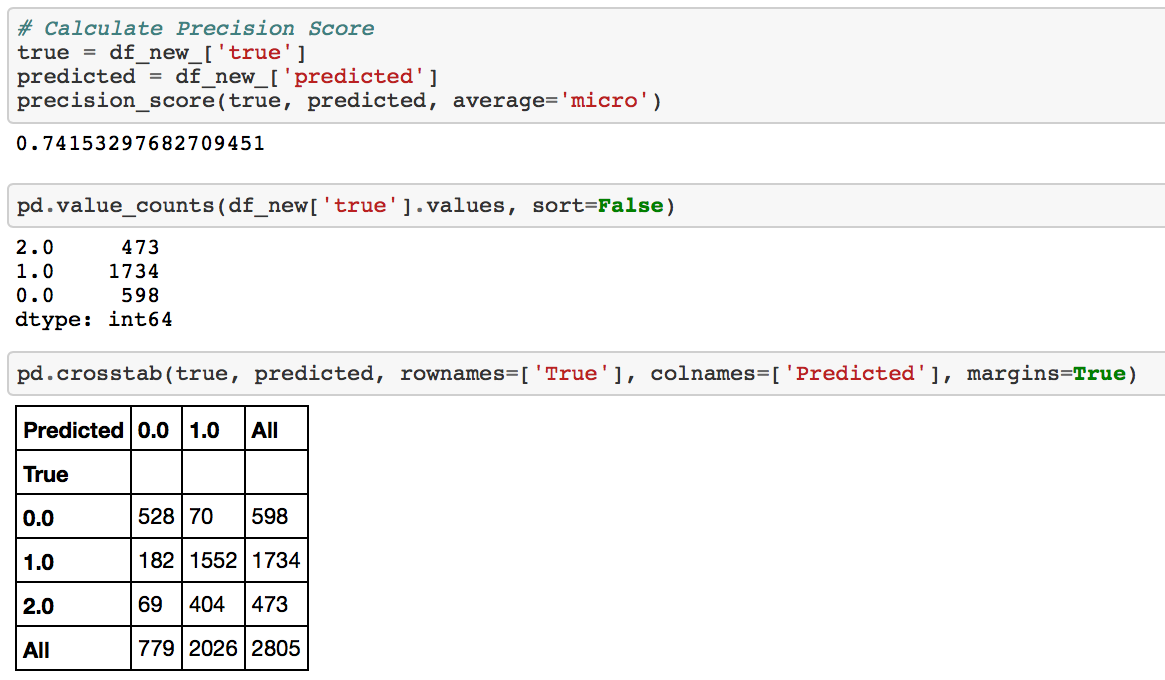 # Calculate Precision Score
true = df_new_['true']
predicted = df_new_['predicted']
precision_score(true, predicted, average='micro')
0.74153297682709451
pd.value_counts(df_new['true'].values, sort=False)
2.0 473
1.0 1734
0.0 598
dtype: int64
pd.crosstab(true, predicted, rownames=['True'], colnames=['Predicted'], margins=True)
Predicted 0.0 1.0 All
True
0.0 528 70 598
1.0 182 1552 1734
2.0 69 404 473
All 779 2026 2805